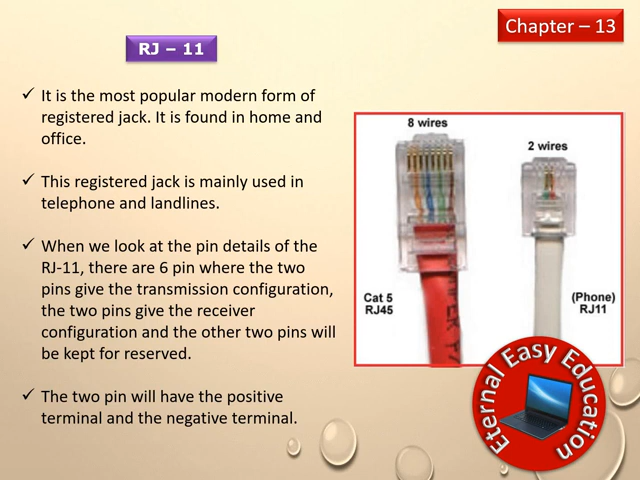 Chapter – 13
RJ – 11
✓ It is the most popular modern form of
registered jack. It is found in home and
office.
✓ This registered jack is mainly used in
telephone and landlines.
✓ When we look at the pin details of the
RJ-11, there are 6 pin where the two
pins give the transmission configuration,
the two pins give the receiver
configuration and the other two pins will
be kept for reserved.
✓ The two pin will have the positive
terminal and the negative terminal.
8 wires
2 wires
Cat 5
RJ45
(Phone)
RJ11
Eternal Easy Education